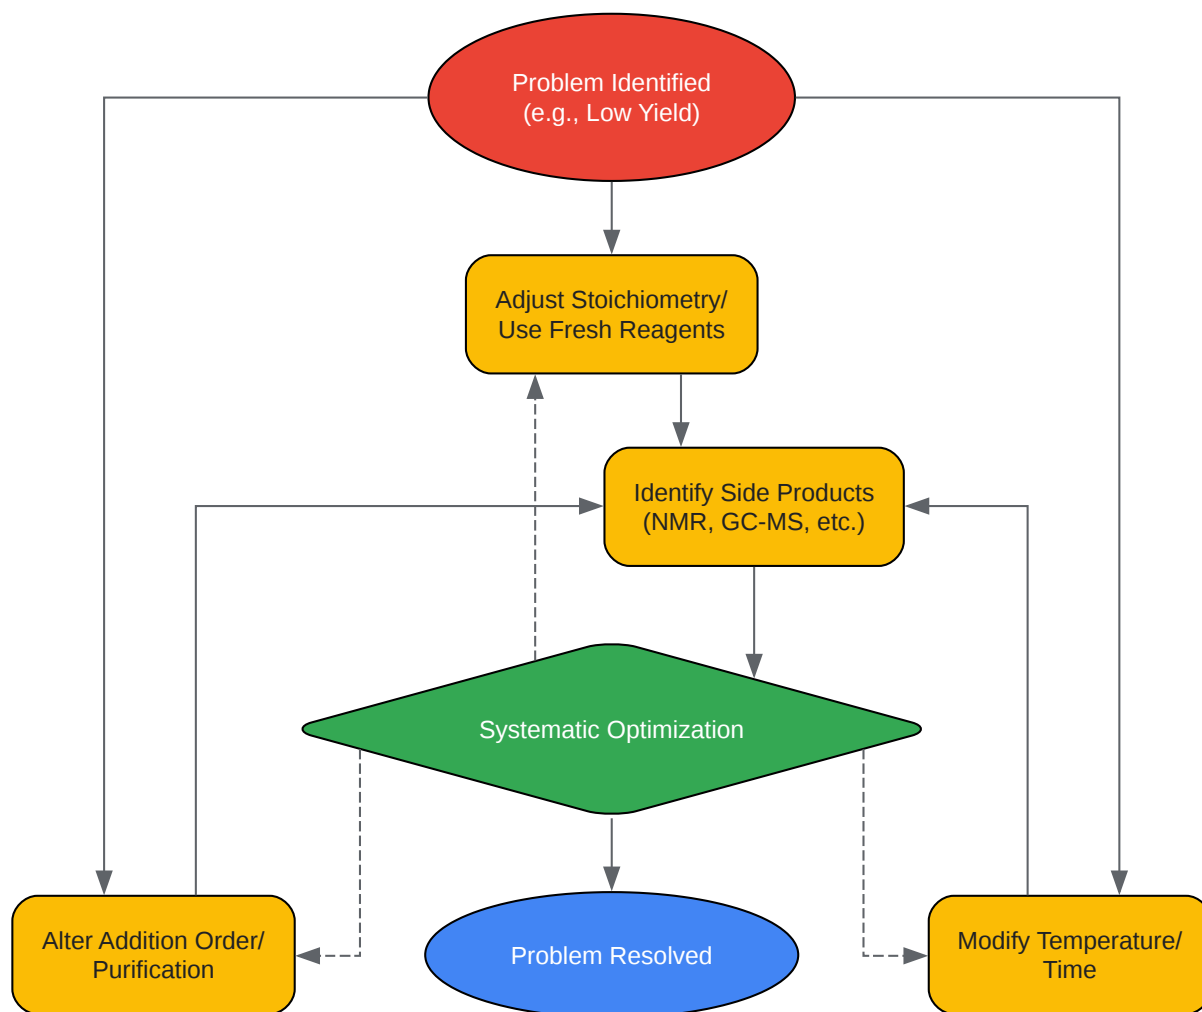 Problem Identified
(e.g., Low Yield)
Adjust Stoichiometry/
Use Fresh Reagents
Identify Side Products
(NMR, GC-MS, etc.)
Systematic Optimization
Alter Addition Order/
Purification
Problem Resolved
Modify Temperature/
Time